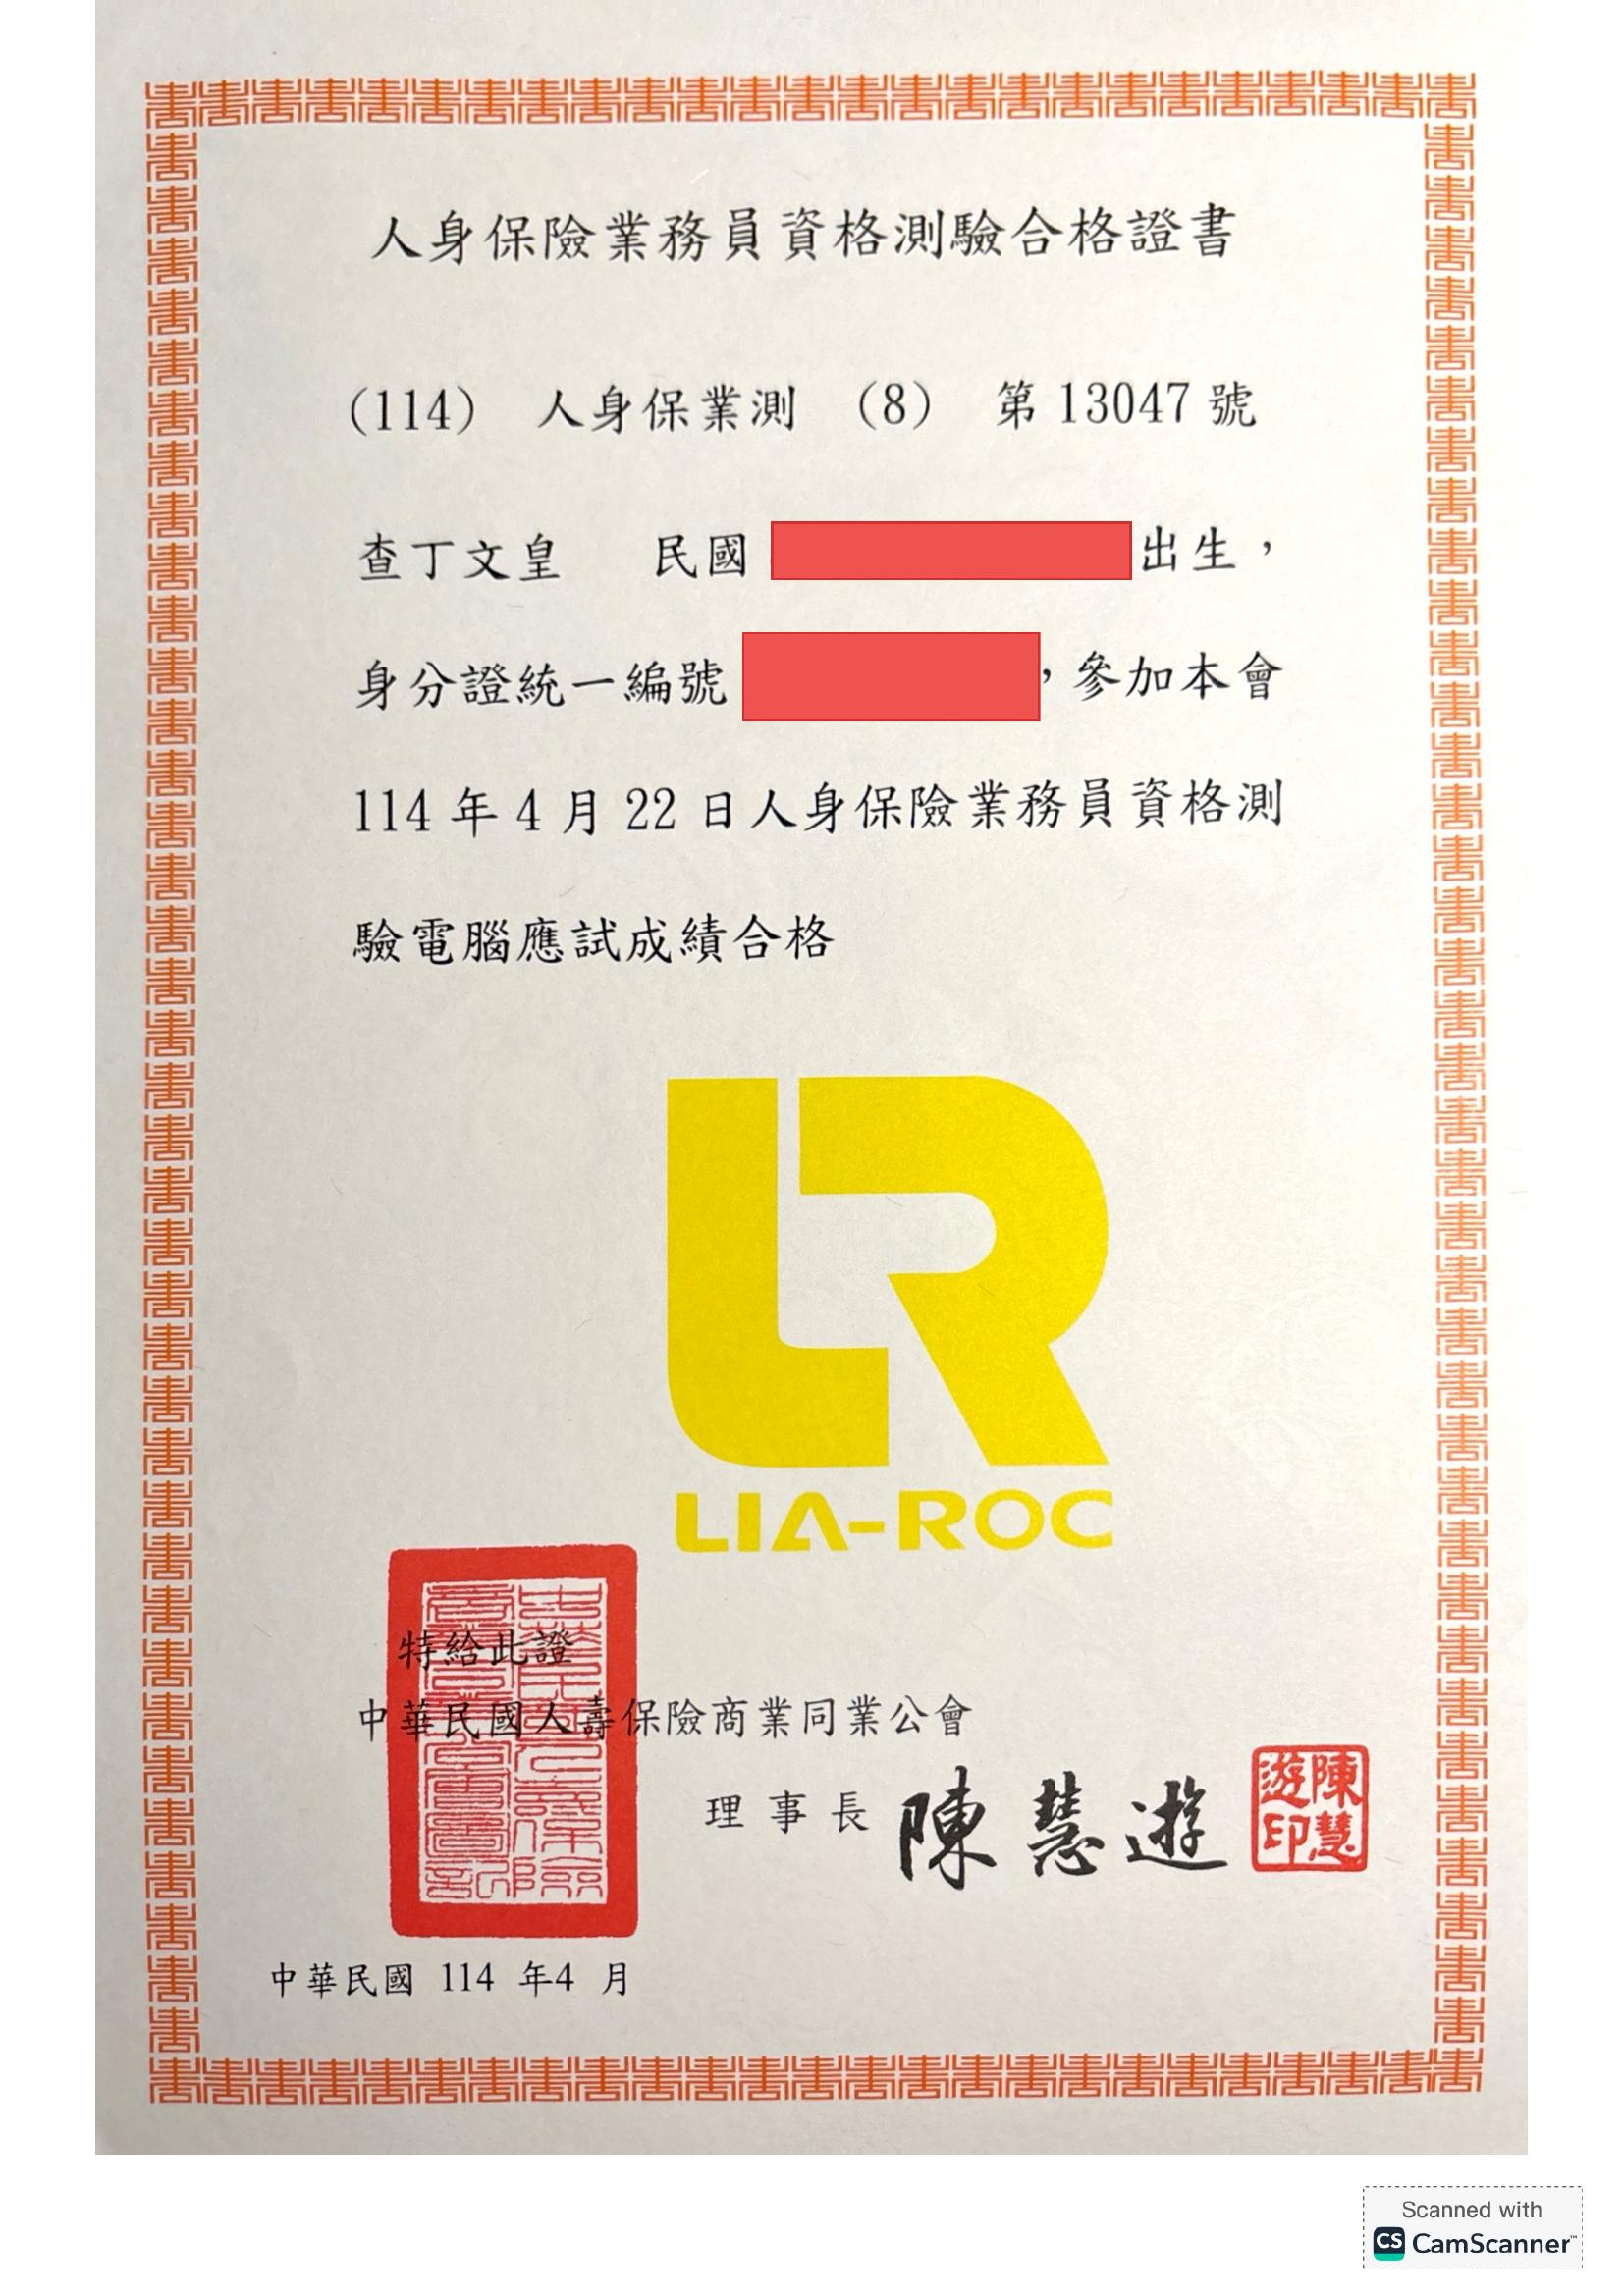 人身保險業務員資格測驗合格證書
(114) 人身保業測 (8) 第 13047 號
查丁文皇 民國 出生，
身分證統一編號 ，參加本會
114 年 4 月 22 日人身保險業務員資格測
驗電腦應試成績合格
LR
LIA-ROC
特給此證
中華民國人壽保險商業同業公會
理事長 陳慧遊
陳慧遊印
中華民國 114 年4 月
Scanned with
CS CamScanner™